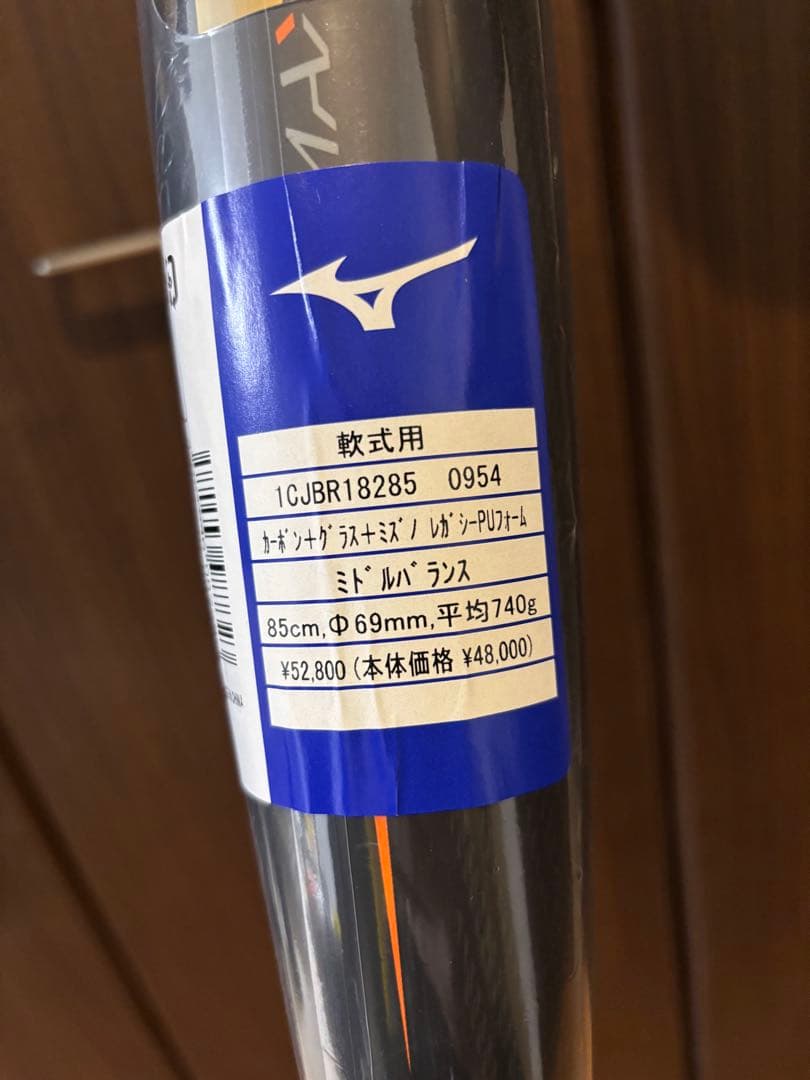 軟式用
1CJBR18285 0954
ｶｰﾎﾞﾝ+ｸﾞﾗｽ+ﾐｽﾞﾉ ﾚｶﾞｼｰPUﾌｫｰﾑ
ミドルバランス
85cm,Φ69mm,平均740g
¥52,800(本体価格 ¥48,000)